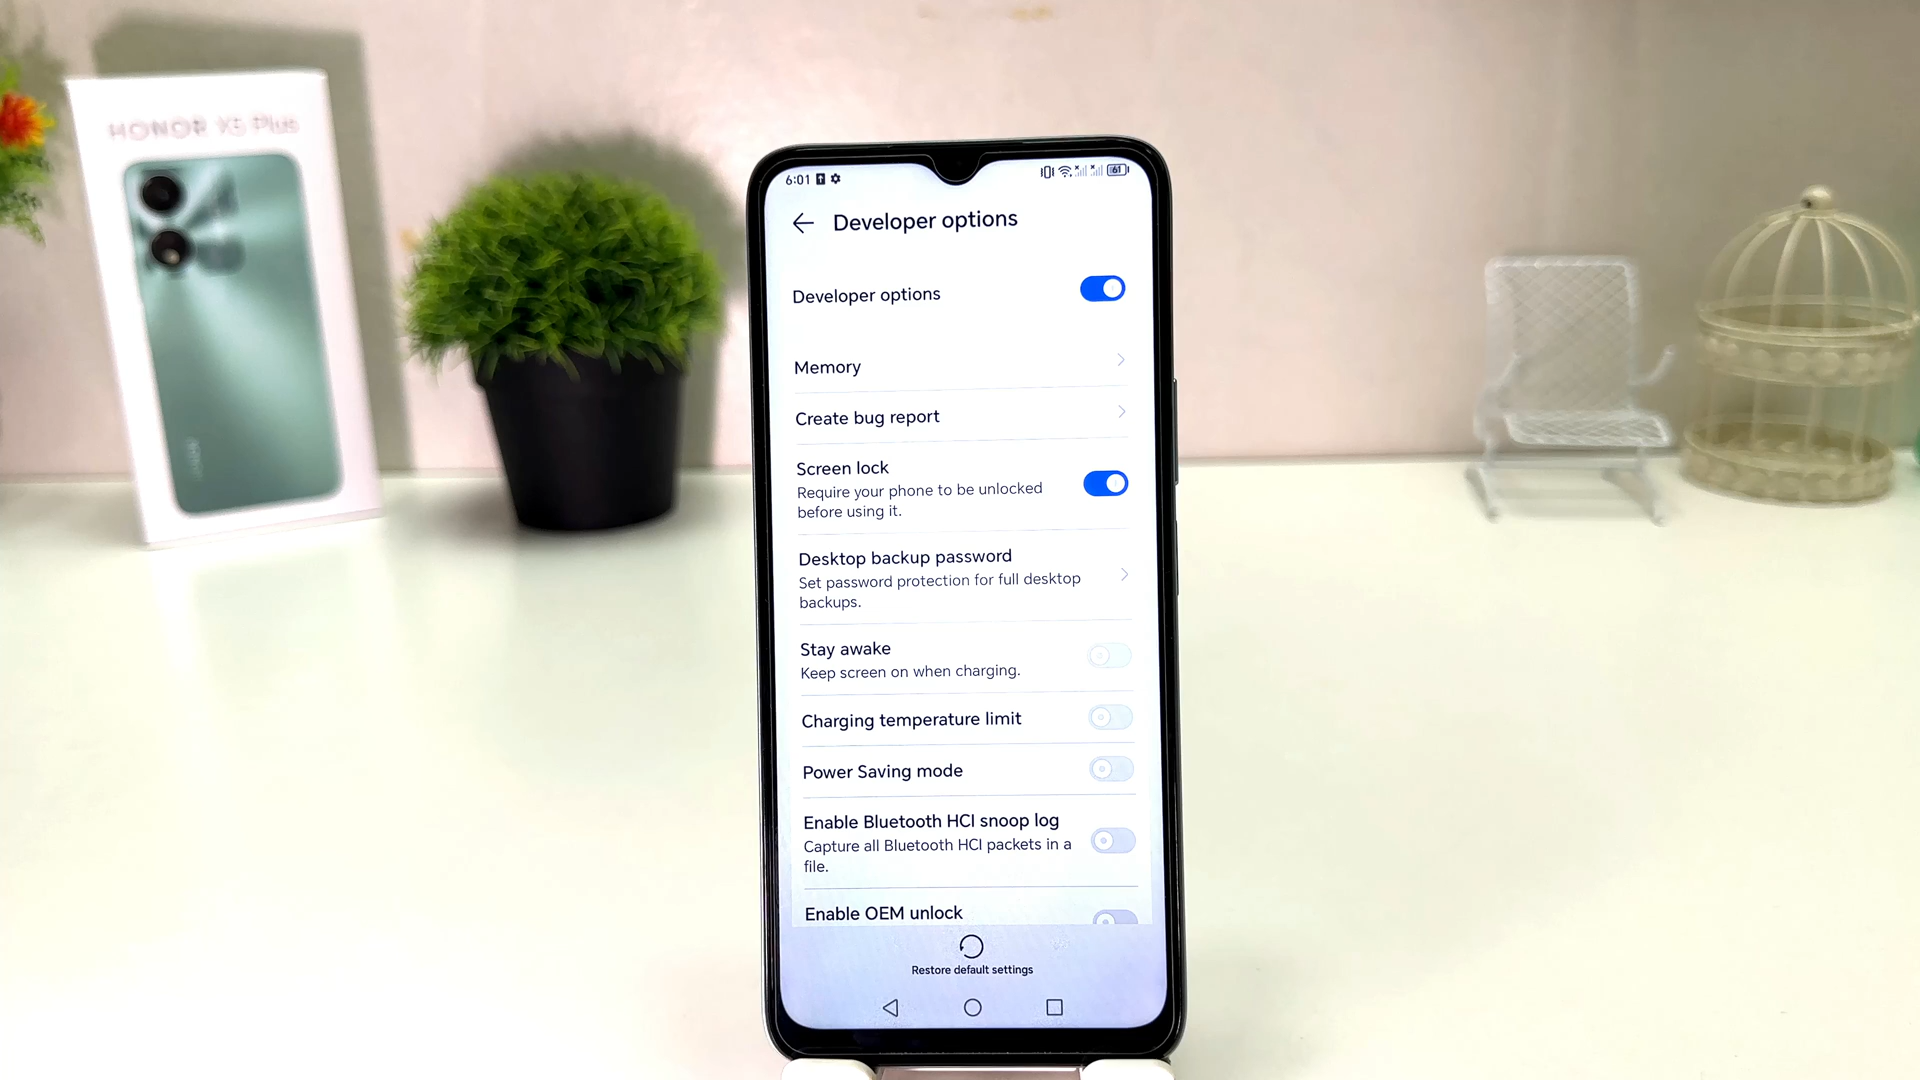 HONOR X5 Plus
6:01
61
Developer options
Developer options
Memory
Create bug report
Screen lock
Require your phone to be unlocked
before using it.
Desktop backup password
Set password protection for full desktop
backups.
Stay awake
Keep screen on when charging.
Charging temperature limit
Power Saving mode
Enable Bluetooth HCI snoop log
Capture all Bluetooth HCI packets in a
file.
Enable OEM unlock
Restore default settings